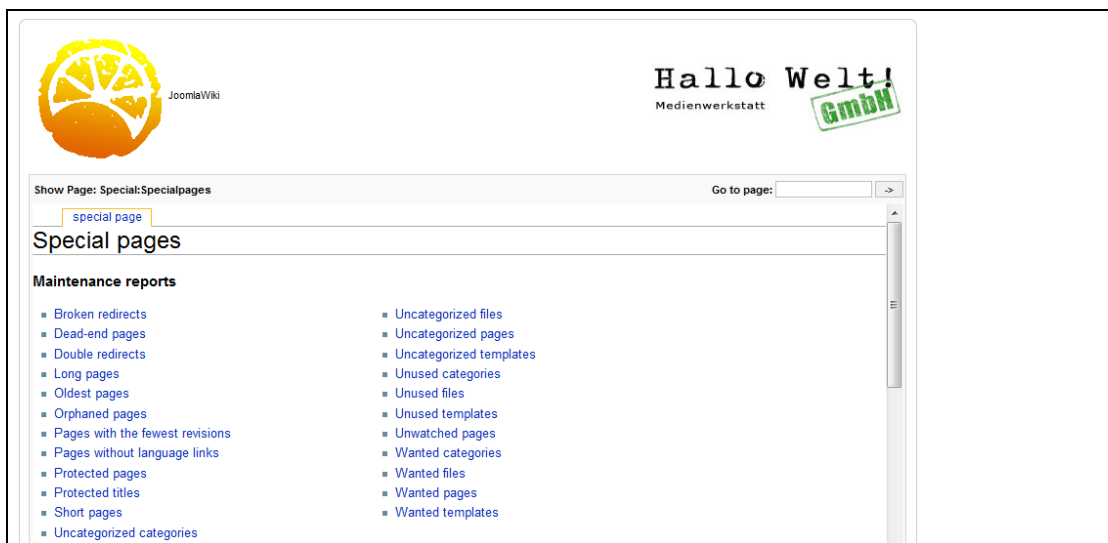 JoomlaWiki
Hallo Welt!
Medienwerkstatt
GmbH
Show Page: Special:Specialpages
Go to page:
->
special page
Special pages
Maintenance reports
Broken redirects
Dead-end pages
Double redirects
Long pages
Oldest pages
Orphaned pages
Pages with the fewest revisions
Pages without language links
Protected pages
Protected titles
Short pages
Uncategorized categories
Uncategorized files
Uncategorized pages
Uncategorized templates
Unused categories
Unused files
Unused templates
Unwatched pages
Wanted categories
Wanted files
Wanted pages
Wanted templates